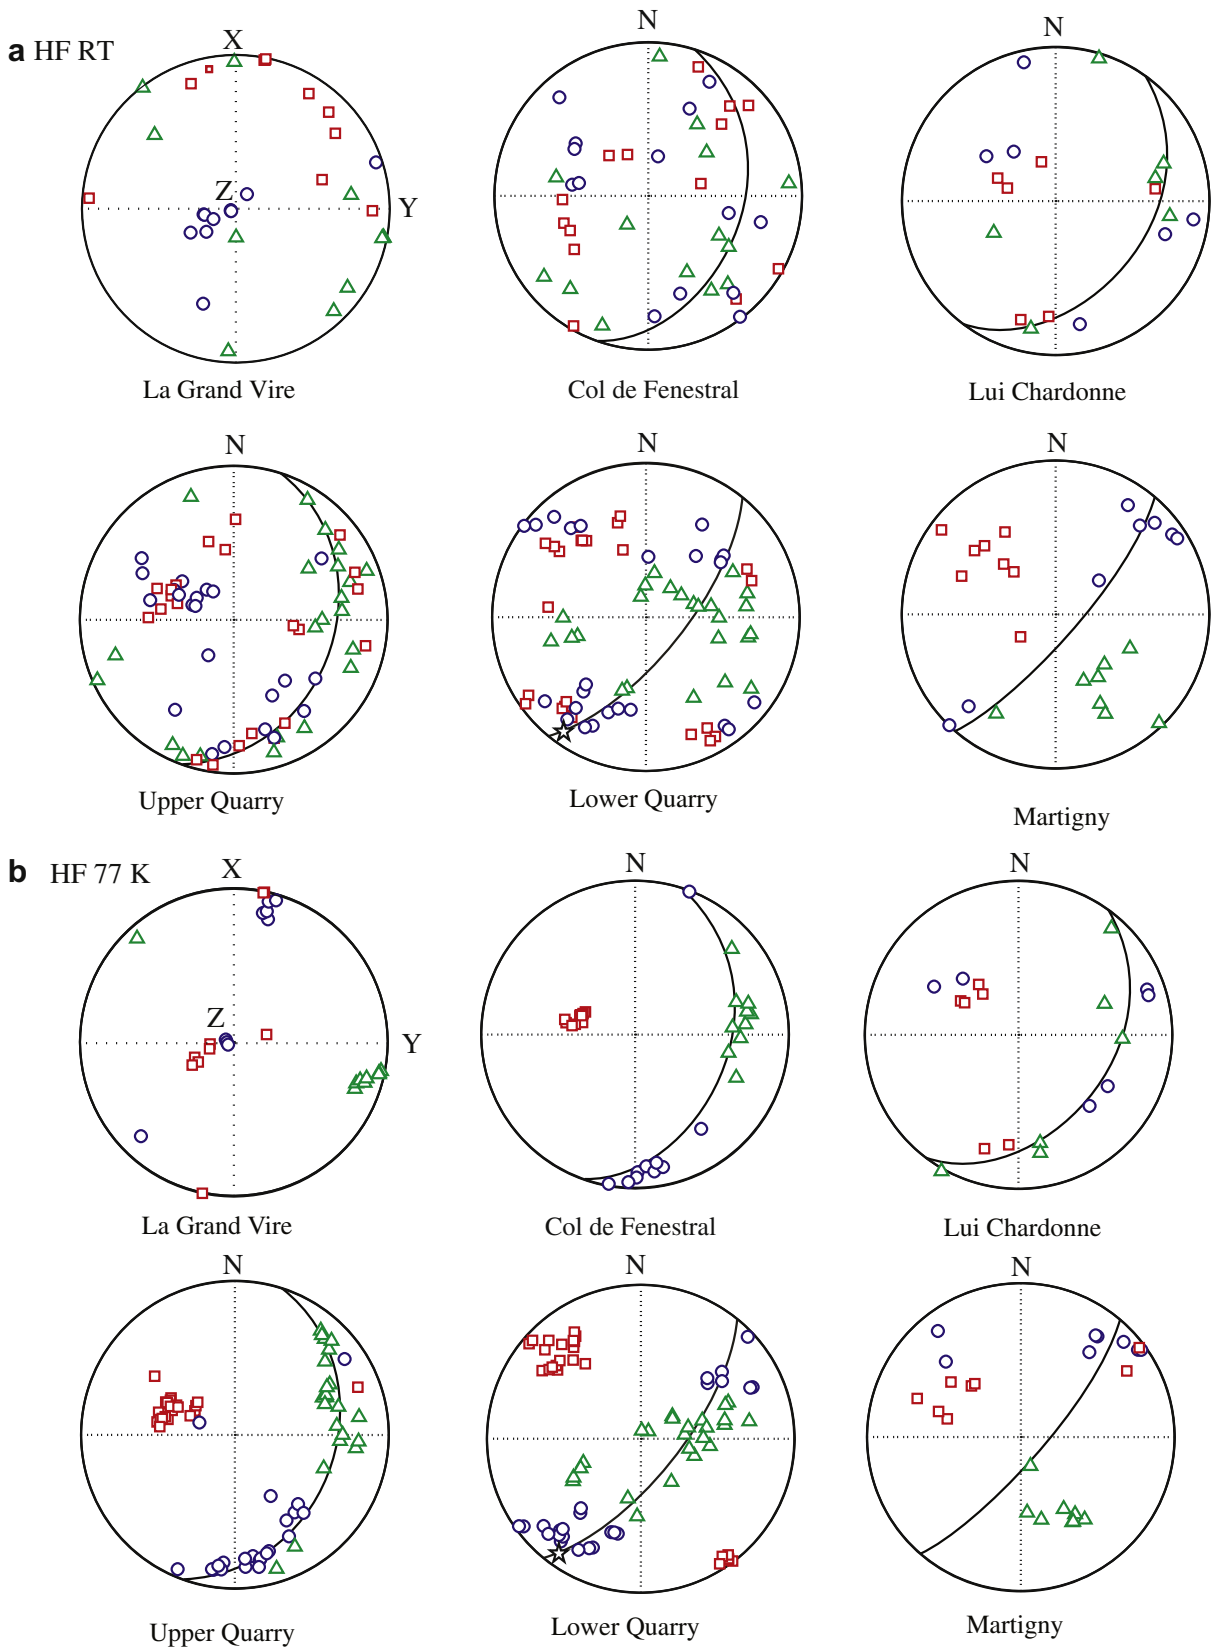 a HF RT
X
N
N
Z
Y
La Grand Vire
Col de Fenestral
Lui Chardonne
N
N
N
Upper Quarry
Lower Quarry
Martigny
b HF 77 K
X
N
N
Z
Y
La Grand Vire
Col de Fenestral
Lui Chardonne
N
N
N
Upper Quarry
Lower Quarry
Martigny